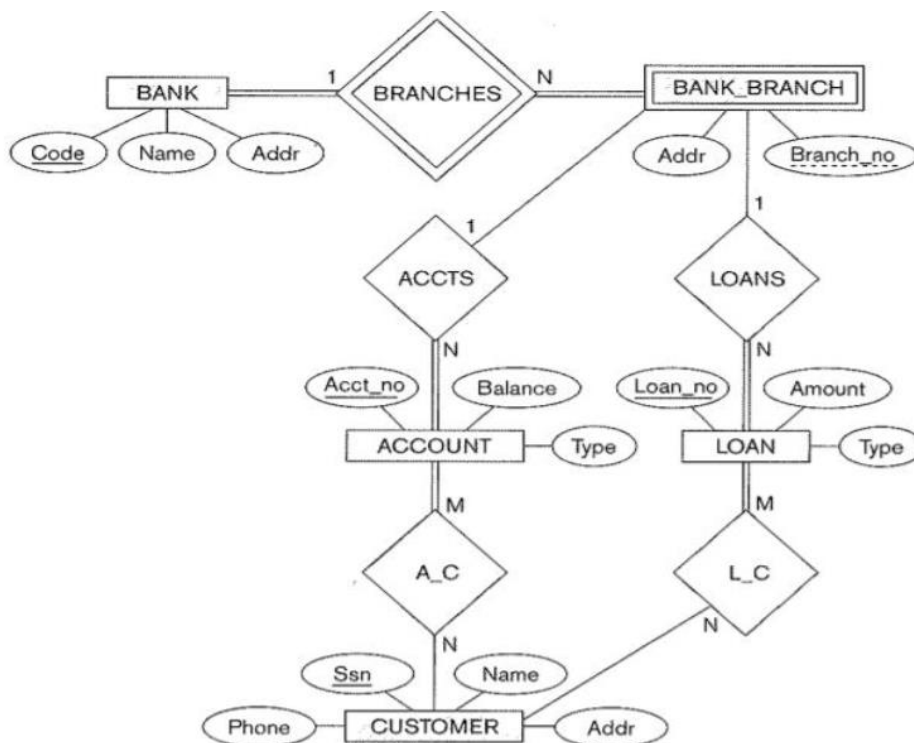 1 N
BANK BRANCHES BANK_BRANCH
Code Name Addr Addr Branch_no
1 1
ACCTS LOANS
N N
Acct_no Balance Loan_no Amount
ACCOUNT Type LOAN Type
M M
A_C L_C
N N
Ssn Name
Phone CUSTOMER Addr